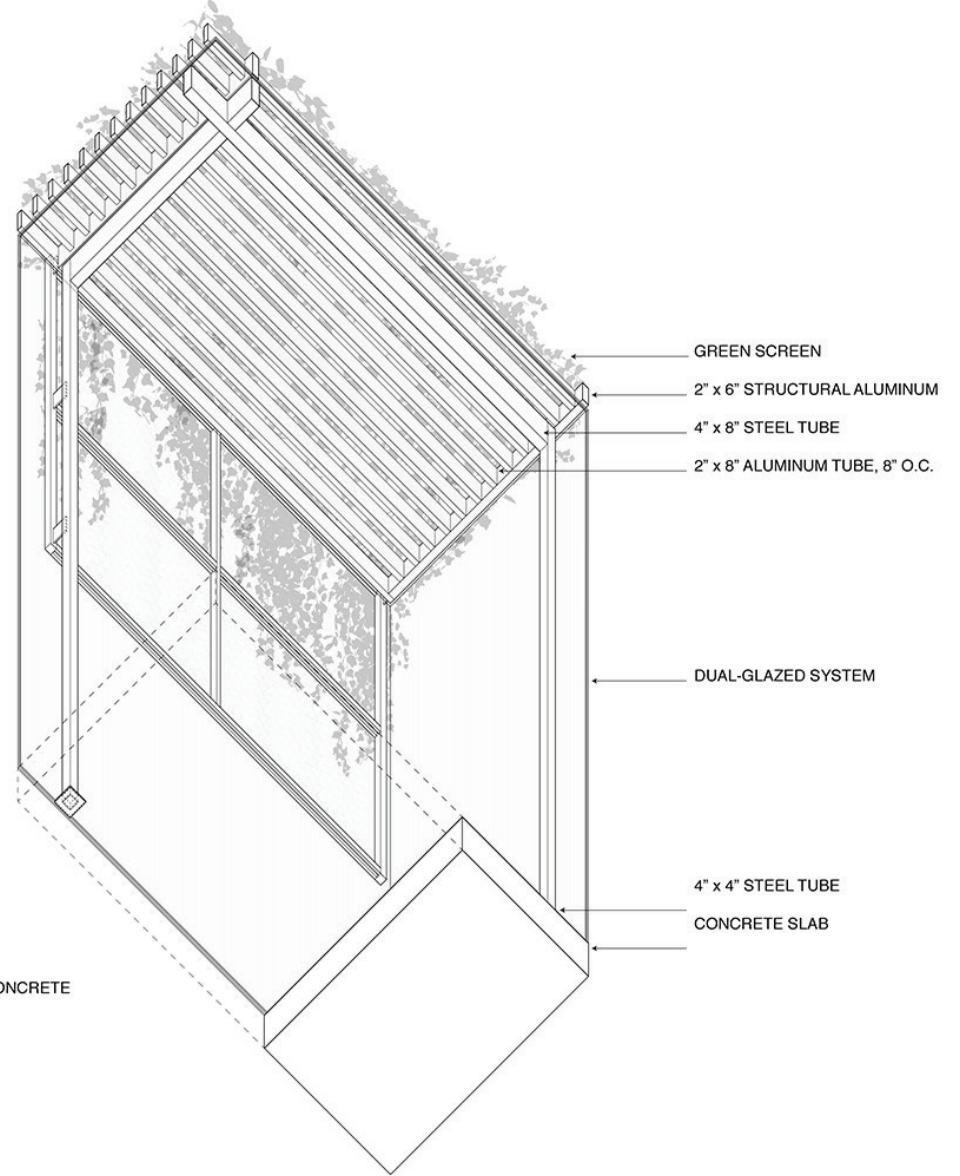 GREEN SCREEN
2” x 6” STRUCTURAL ALUMINUM
4” x 8” STEEL TUBE
2” x 8” ALUMINUM TUBE, 8” O.C.
DUAL-GLAZED SYSTEM
4” x 4” STEEL TUBE
CONCRETE SLAB
ONCRETE